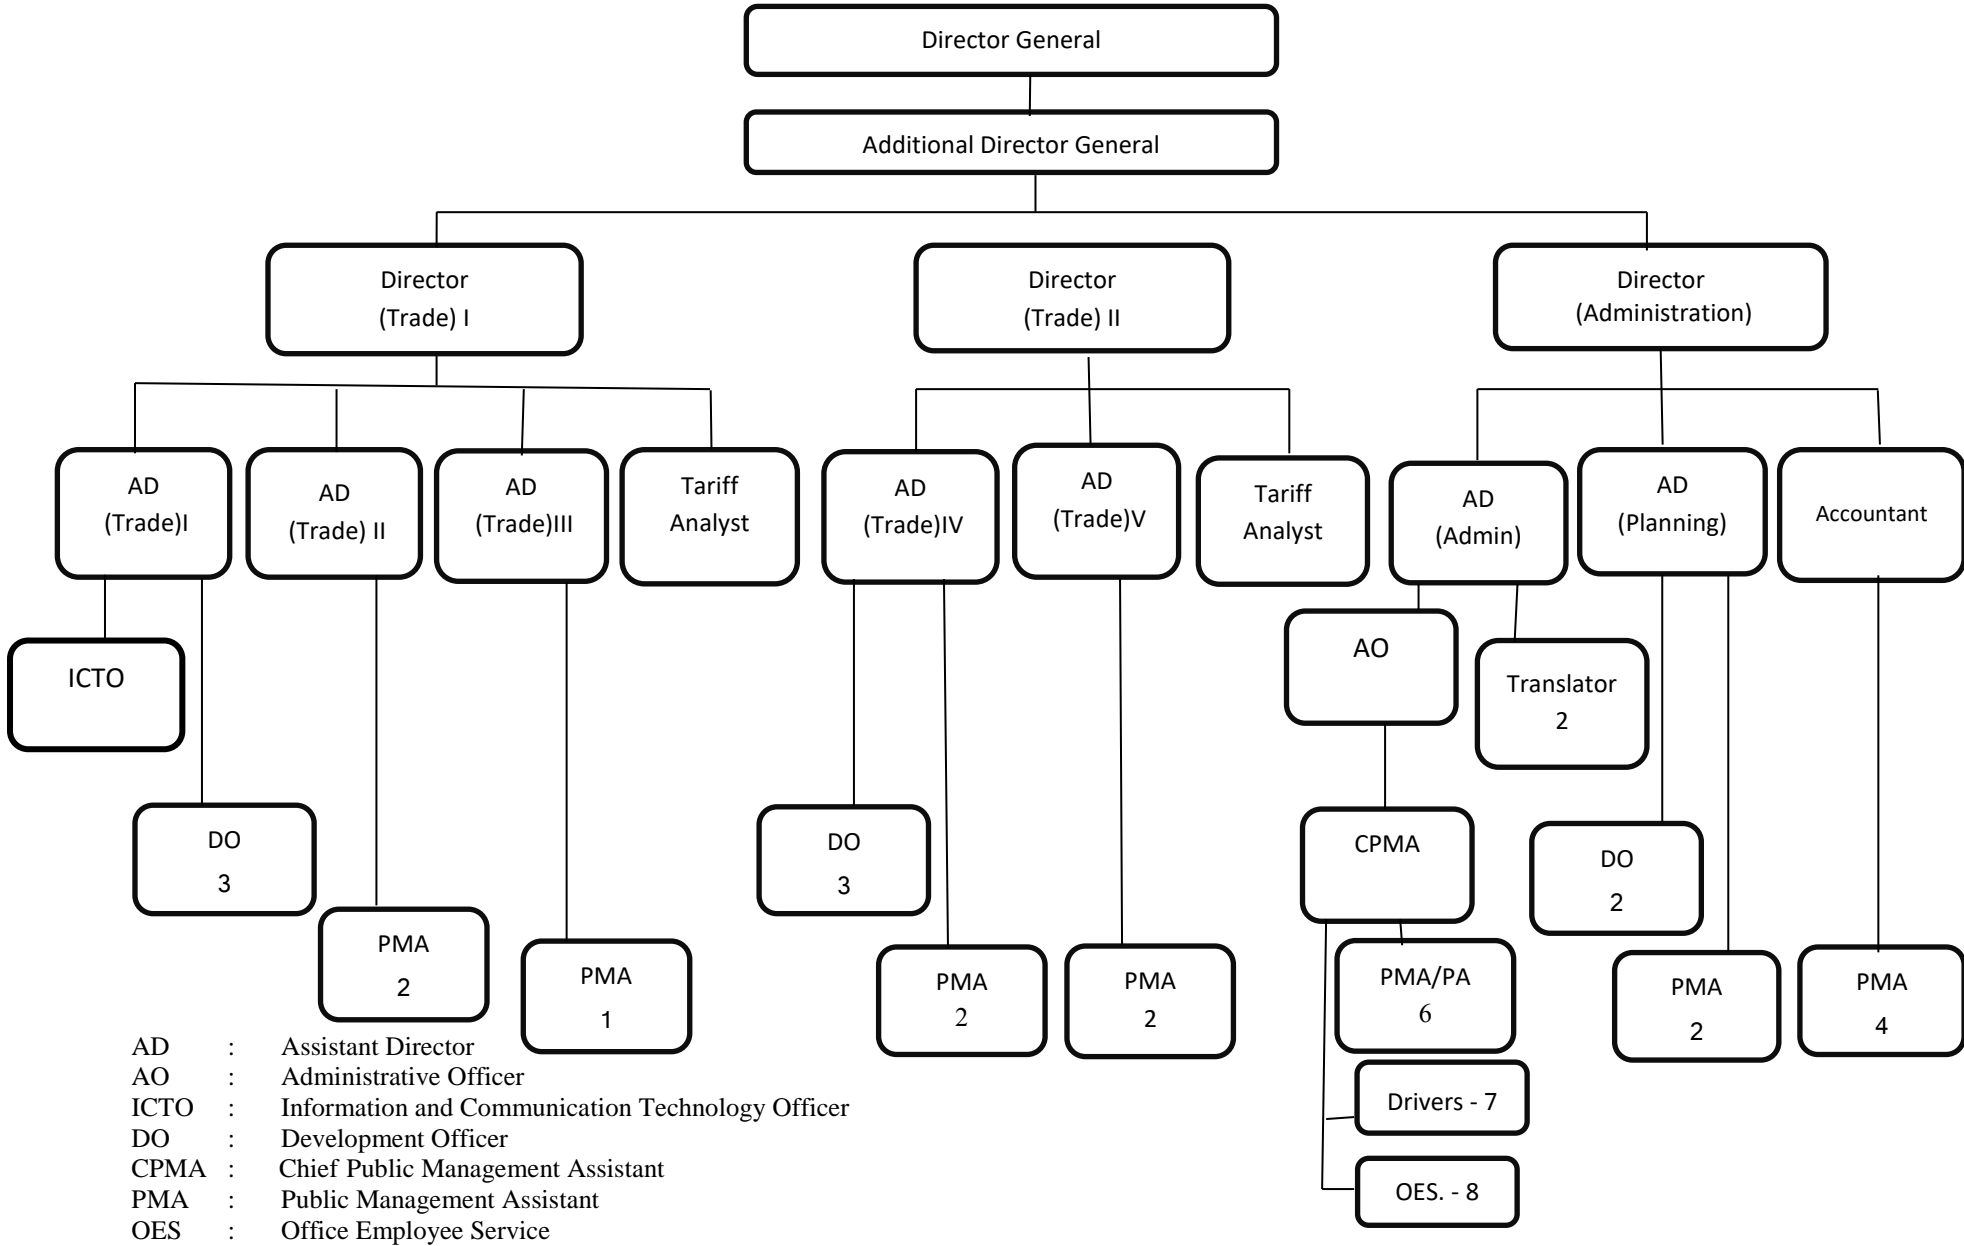 Director General
Additional Director General
Director
(Trade) I
Director
(Trade) II
Director
(Administration)
AD
(Trade)I
AD
(Trade) II
AD
(Trade)III
Tariff
Analyst
AD
(Trade)IV
AD
(Trade)V
Tariff
Analyst
AD
(Admin)
AD
(Planning)
Accountant
ICTO
AO
Translator
2
DO
3
DO
3
CPMA
DO
2
PMA
2
PMA
1
PMA
2
PMA
2
PMA/PA
6
PMA
2
PMA
4
Drivers - 7
OES. - 8
AD : Assistant Director
AO : Administrative Officer
ICTO : Information and Communication Technology Officer
DO : Development Officer
CPMA : Chief Public Management Assistant
PMA : Public Management Assistant
OES : Office Employee Service